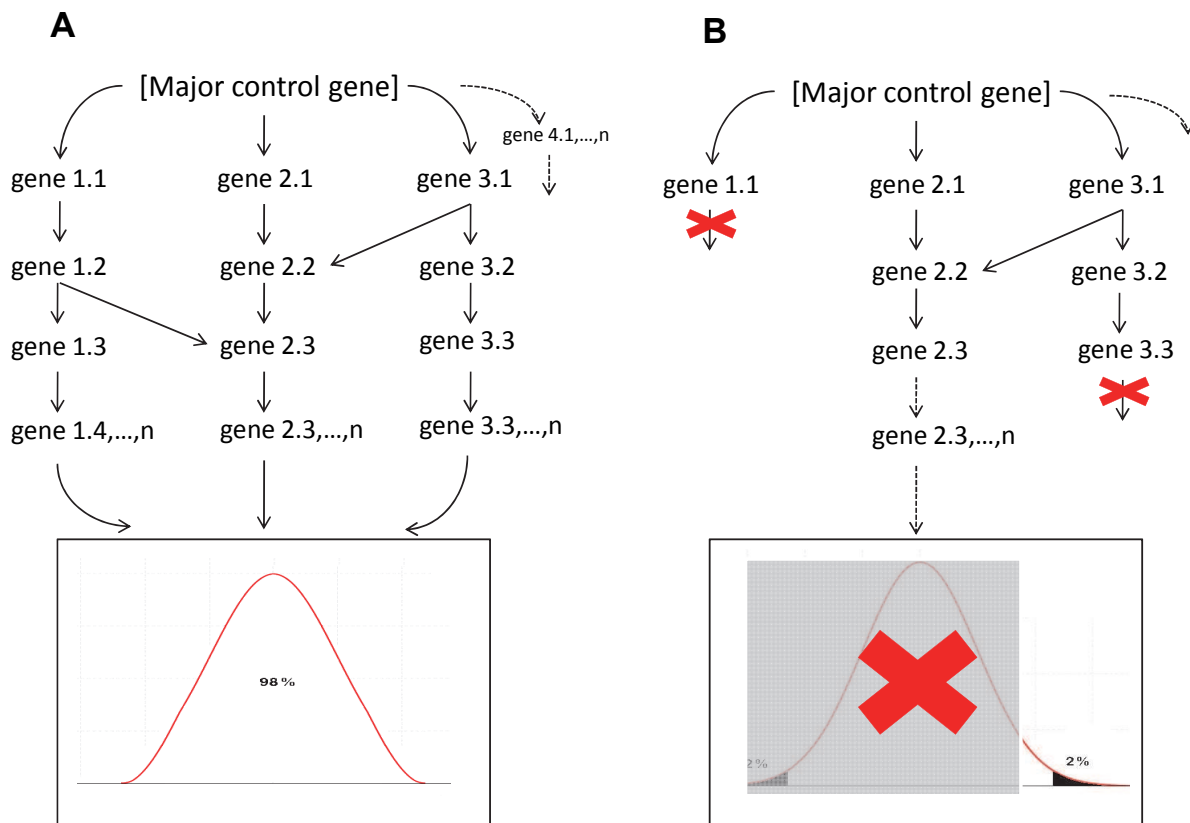 A
[Major control gene]
gene 4.1,...,n
gene 1.1
gene 2.1
gene 3.1
gene 1.2
gene 2.2
gene 3.2
gene 1.3
gene 2.3
gene 3.3
gene 1.4,...,n
gene 2.3,...,n
gene 3.3,...,n
98%
B
[Major control gene]
gene 1.1
gene 2.1
gene 3.1
gene 2.2
gene 3.2
gene 2.3
gene 3.3
gene 2.3,...,n
2%
2%